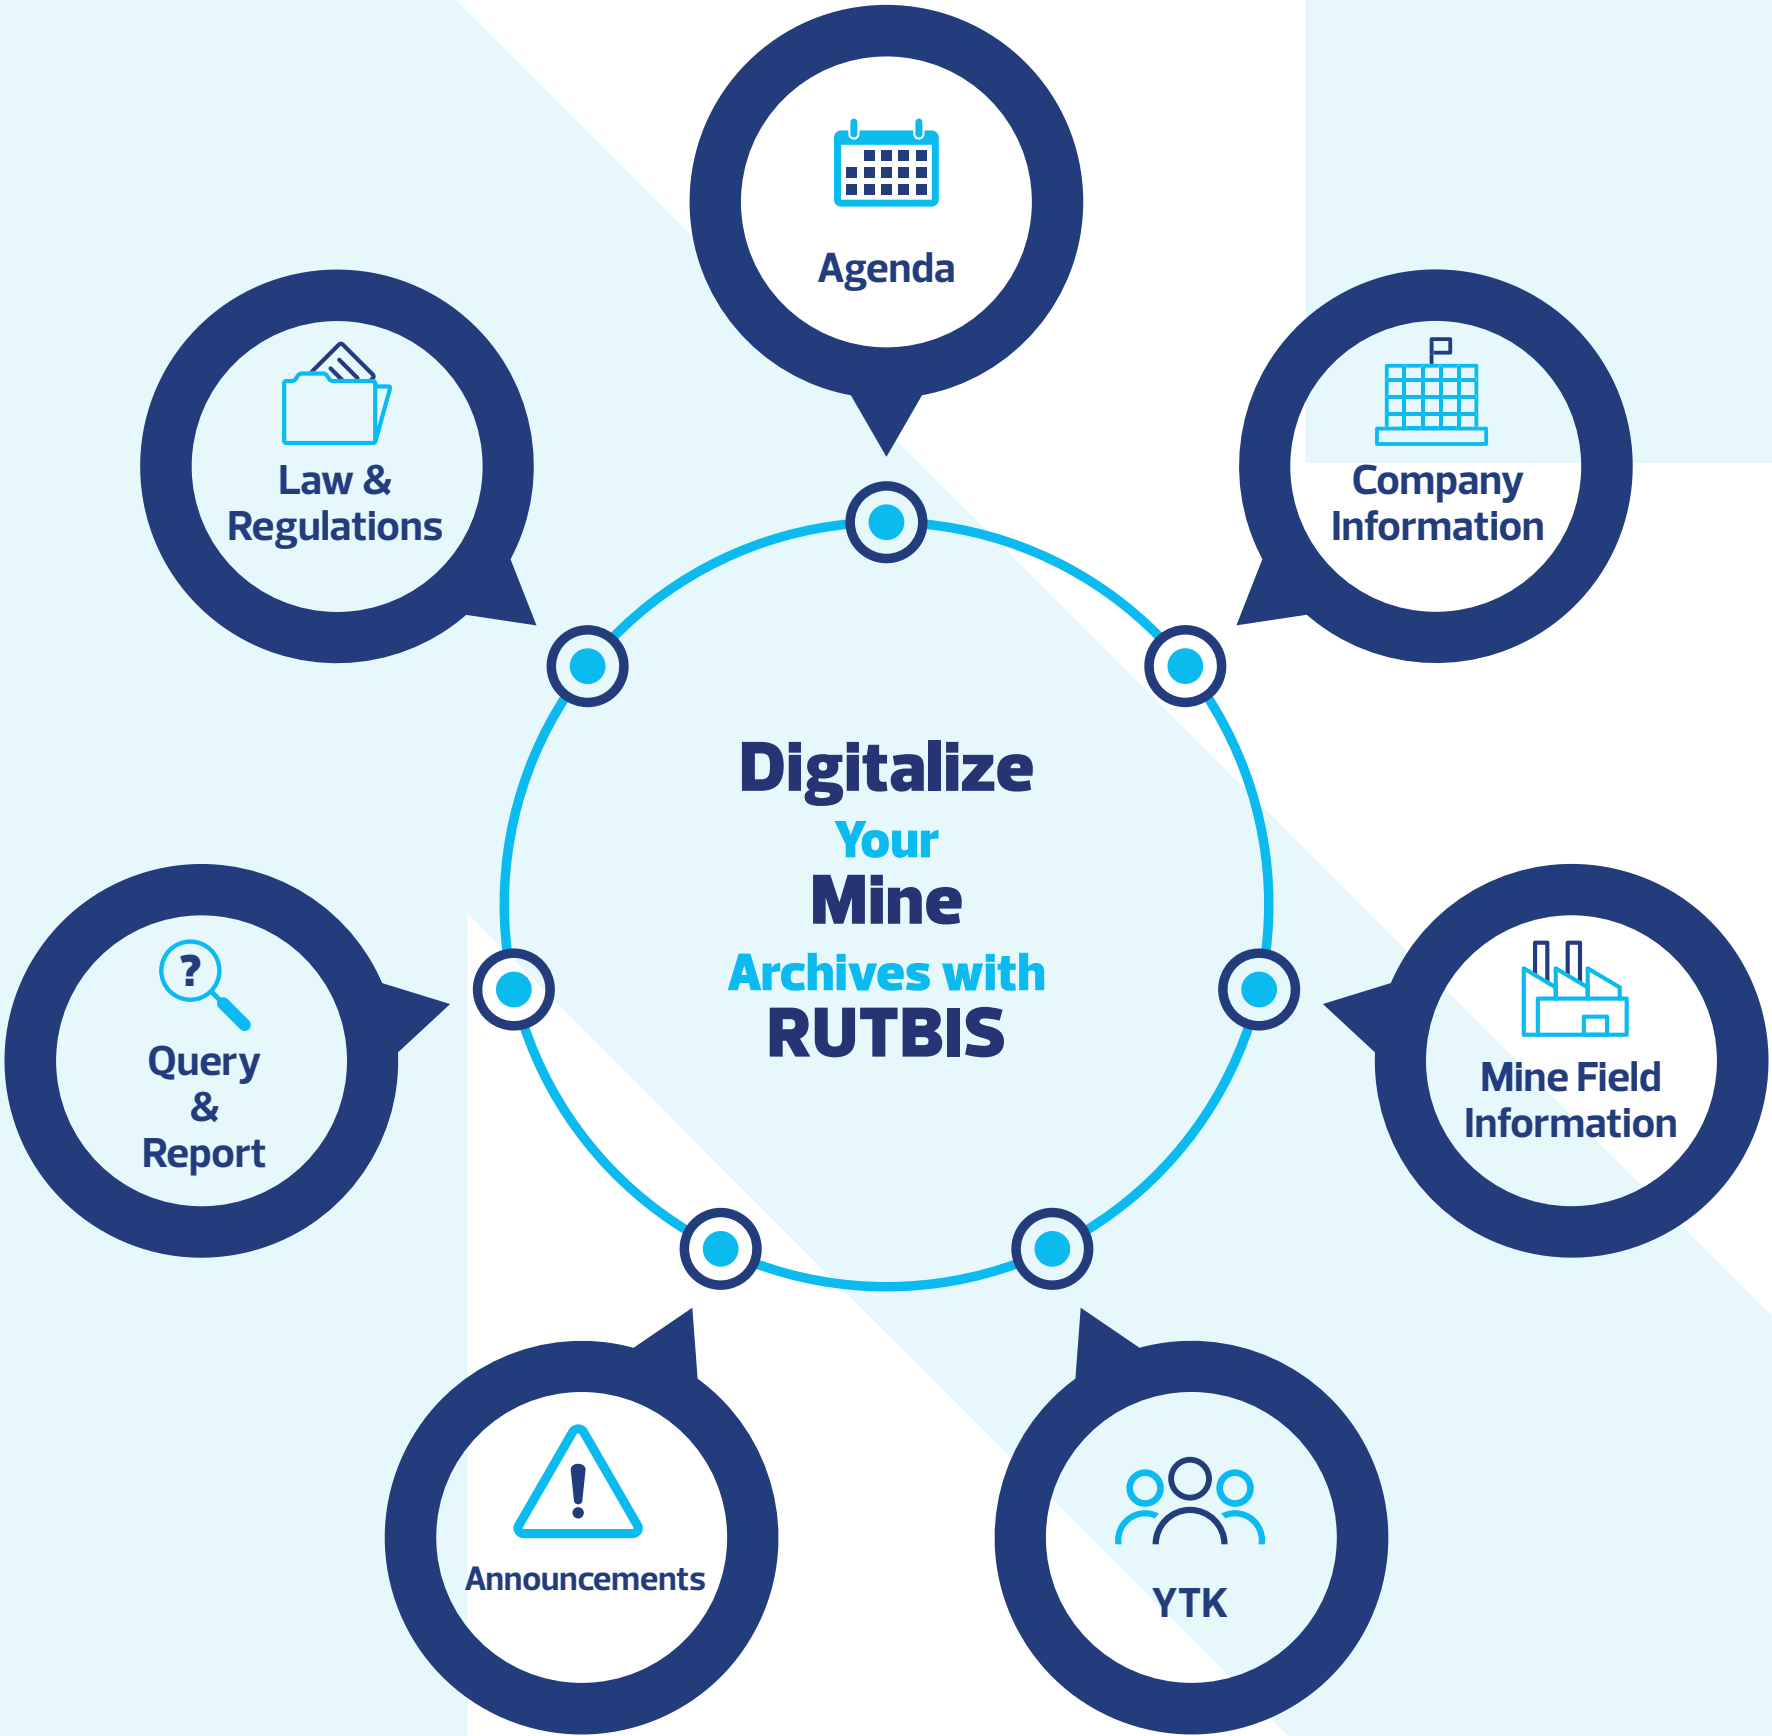 Agenda
Law &
Regulations
Company
Information
Digitalize
Your
Mine
Archives with
RUTBIS
?
Query
&
Report
Mine Field
Information
!
Announcements
YTK